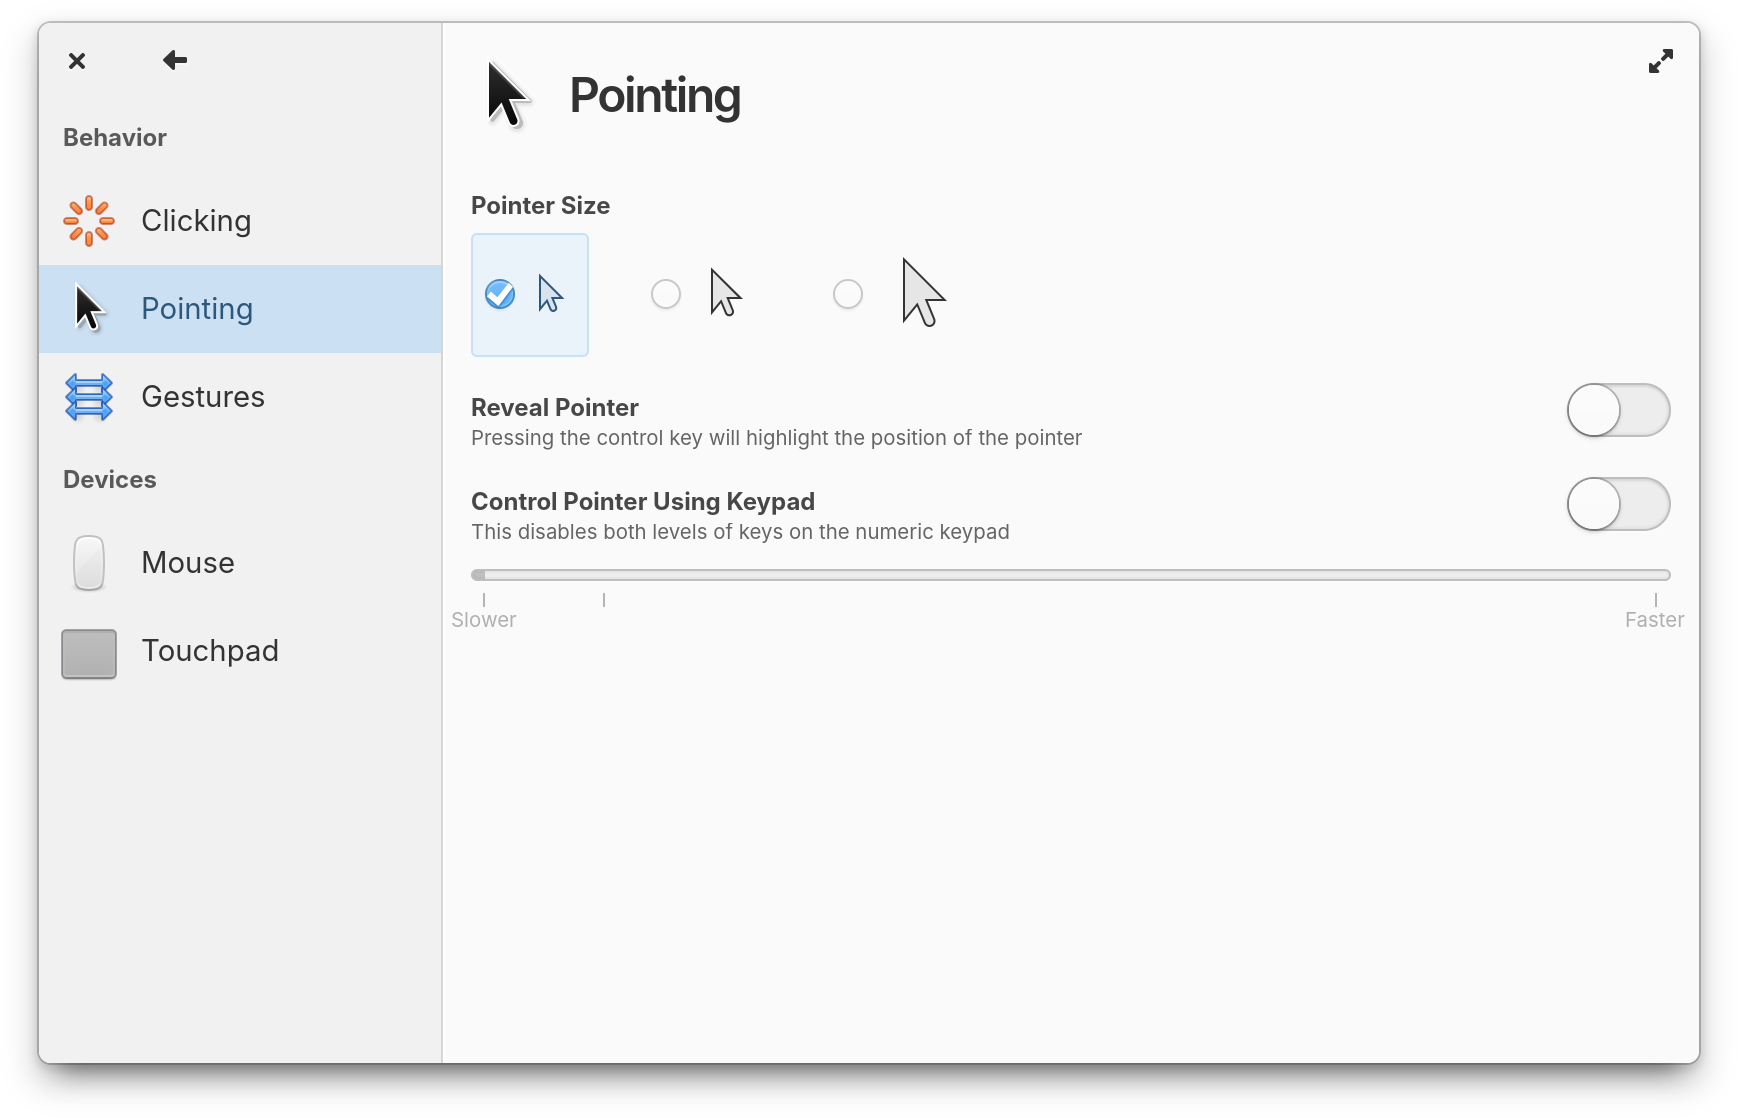 Behavior
Clicking
Pointing
Gestures
Devices
Mouse
Touchpad
Pointing
Pointer Size
Reveal Pointer
Pressing the control key will highlight the position of the pointer
Control Pointer Using Keypad
This disables both levels of keys on the numeric keypad
Slower
Faster